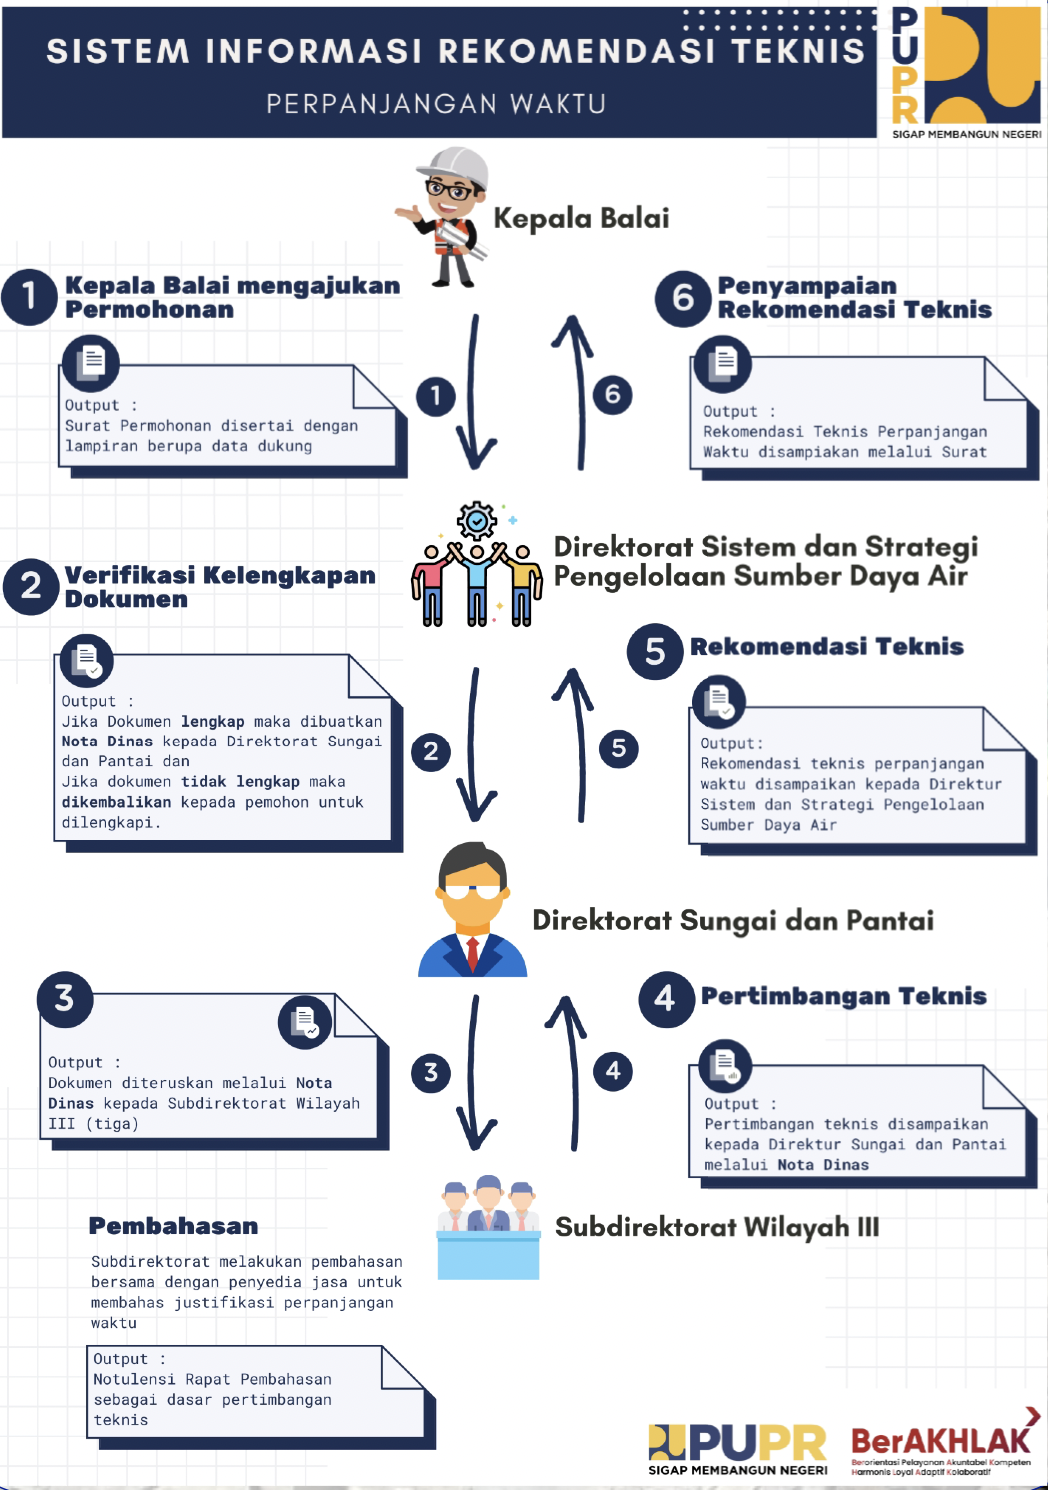 SISTEM INFORMASI REKOMENDASI TEKNIS
PERPANJANGAN WAKTU
PUPR
SIGAP MEMBANGUN NEGERI
Kepala Balai
1
Kepala Balai mengajukan
Permohonan
Output :
Surat Permohonan disertai dengan
lampiran berupa data dukung
1
6
6
Penyampaian
Rekomendasi Teknis
Output :
Rekomendasi Teknis Perpanjangan
Waktu disampiakan melalui Surat
Direktorat Sistem dan Strategi
Pengelolaan Sumber Daya Air
2
Verifikasi Kelengkapan
Dokumen
Output :
Jika Dokumen lengkap maka dibuatkan
Nota Dinas kepada Direktorat Sungai
dan Pantai dan
Jika dokumen tidak lengkap maka
dikembalikan kepada pemohon untuk
dilengkapi.
2
5
5
Rekomendasi Teknis
Output:
Rekomendasi teknis perpanjangan
waktu disampaikan kepada Direktur
Sistem dan Strategi Pengelolaan
Sumber Daya Air
Direktorat Sungai dan Pantai
3
Output :
Dokumen diteruskan melalui Nota
Dinas kepada Subdirektorat Wilayah
III (tiga)
3
4
4
Pertimbangan Teknis
Output :
Pertimbangan teknis disampaikan
kepada Direktur Sungai dan Pantai
melalui Nota Dinas
Subdirektorat Wilayah III
Pembahasan
Subdirektorat melakukan pembahasan
bersama dengan penyedia jasa untuk
membahas justifikasi perpanjangan
waktu
Output :
Notulensi Rapat Pembahasan
sebagai dasar pertimbangan
teknis
PUPR
SIGAP MEMBANGUN NEGERI
BerAKHLAK
Berorientasi Pelayanan Akuntabel Kompeten
Harmonis Loyal Adaptif Kolaboratif